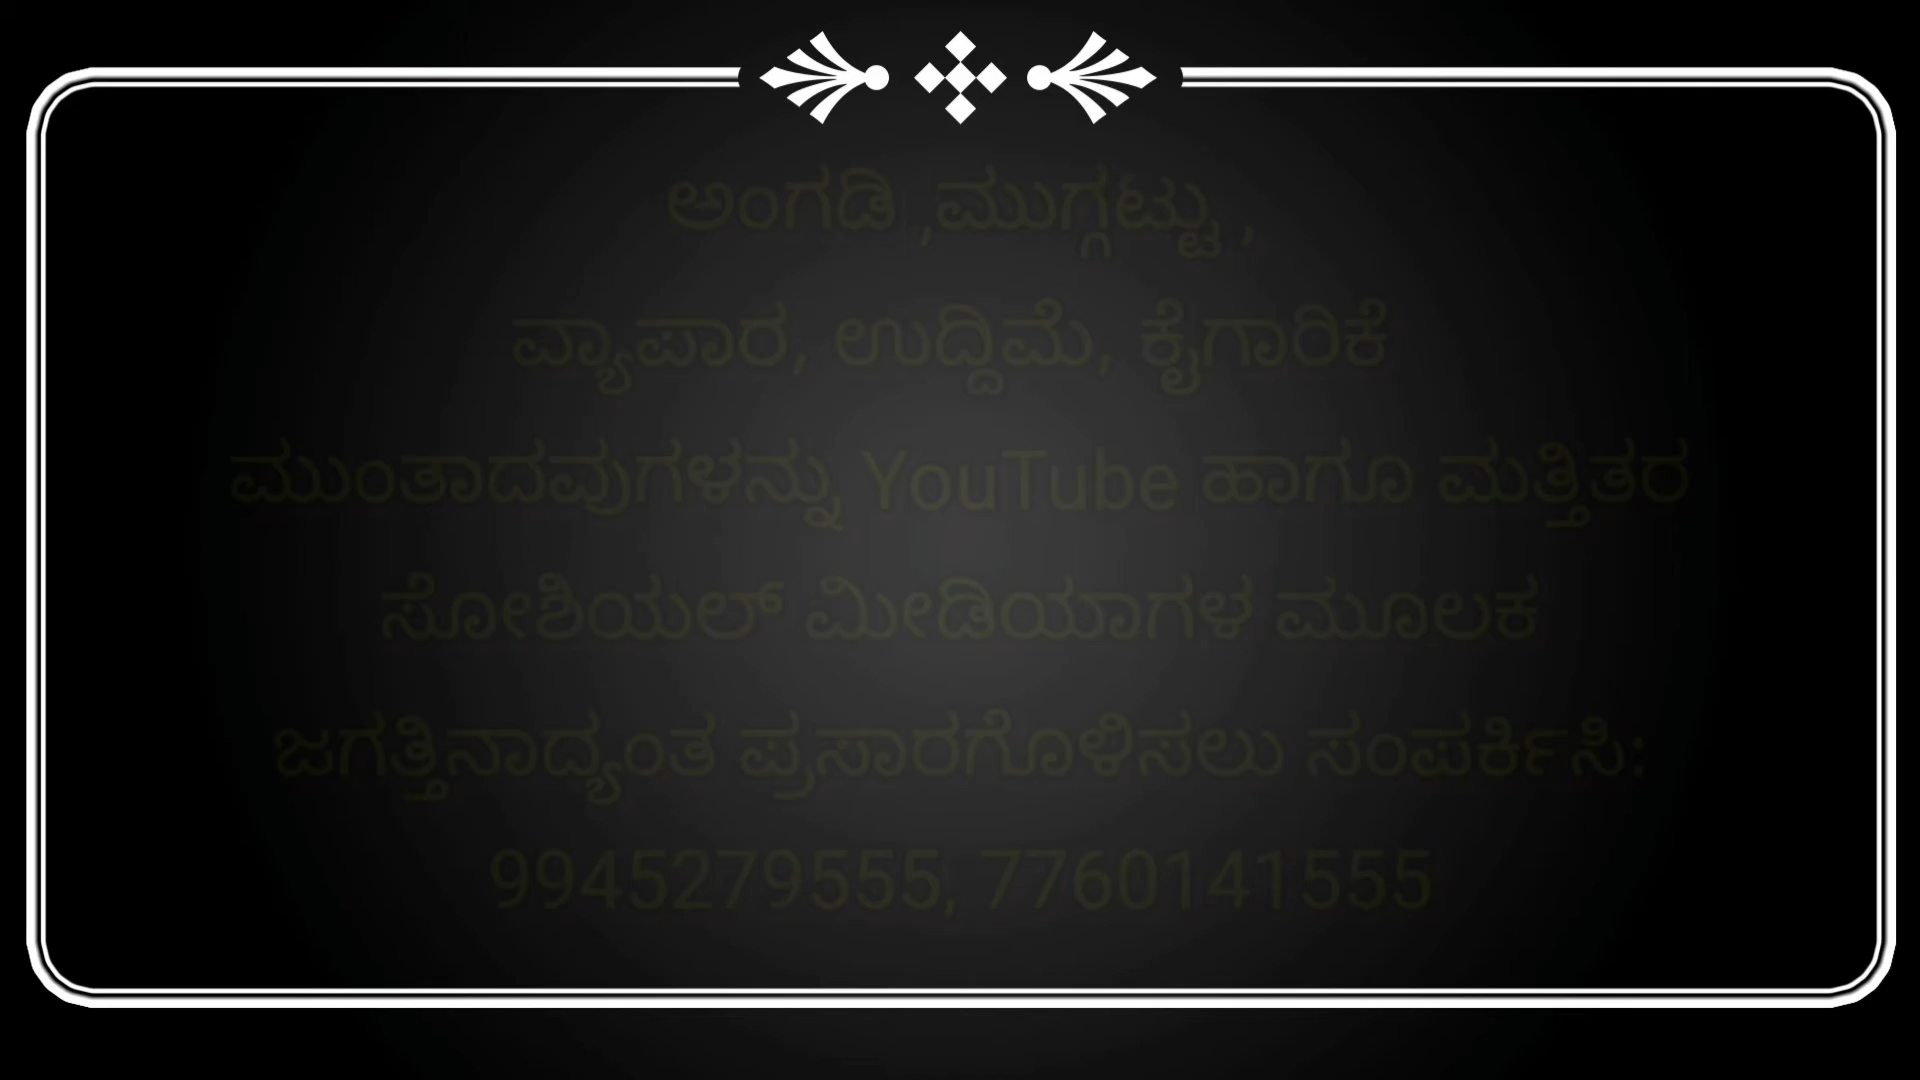 ಅಂಗಡಿ ,ಮುಗ್ಗಟ್ಟು ,
ವ್ಯಾಪಾರ, ಉದ್ದಿಮೆ, ಕೈಗಾರಿಕೆ
ಮುಂತಾದವುಗಳನ್ನು YouTube ಹಾಗೂ ಮತ್ತಿತರ
ಸೋಶಿಯಲ್ ಮೀಡಿಯಾಗಳ ಮೂಲಕ
ಜಗತ್ತಿನಾದ್ಯಂತ ಪ್ರಸಾರಗೊಳಿಸಲು ಸಂಪರ್ಕಿಸಿ:
9945279555, 7760141555